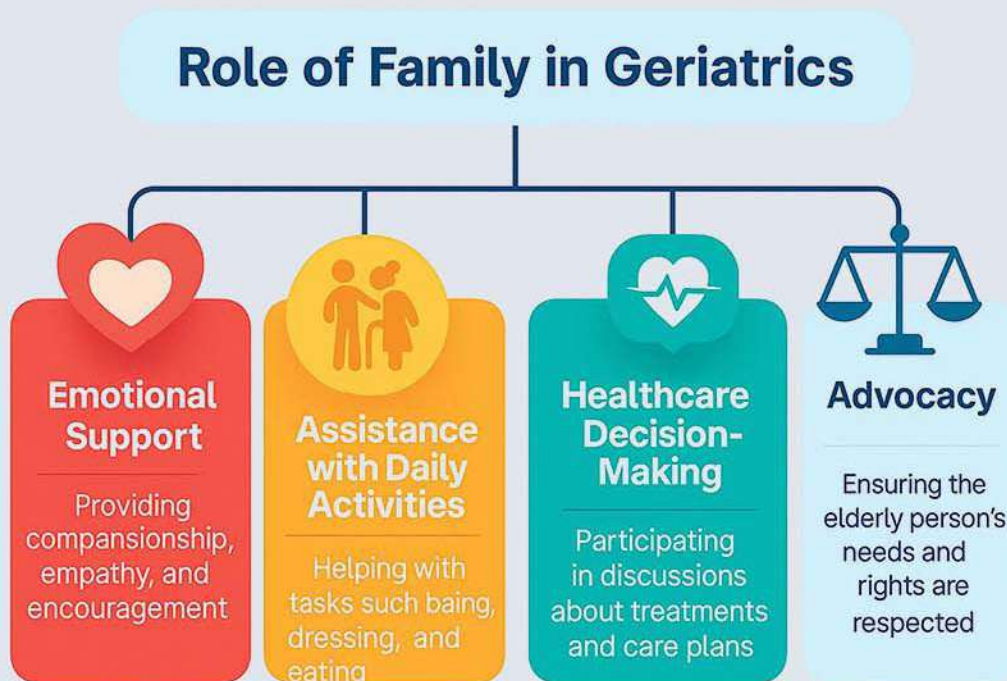 Role of Family in Geriatrics
Emotional
Support
Providing
compansionship,
empathy, and
encouragement
Assistance
with Daily
Activities
Helping with
tasks such baing,
dressing, and
eating
Healthcare
Decision-
Making
Participating
in discussions
about treatments
and care plans
Advocacy
Ensuring the
elderly person's
needs and
rights are
respected